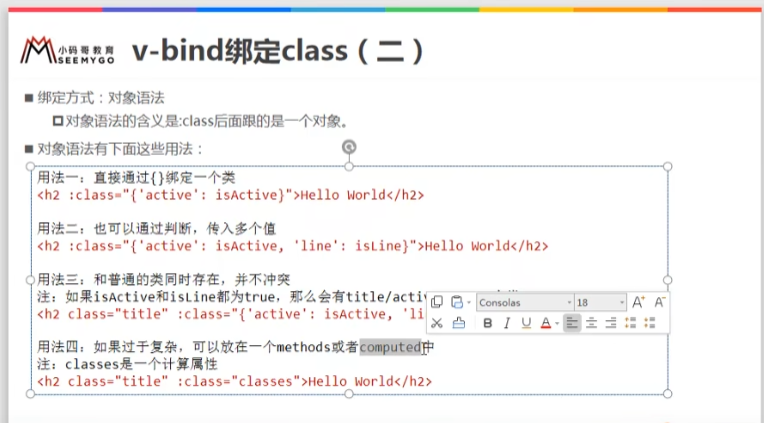 小码哥教育
SEEMYGO
v-bind绑定class（二）
绑定方式：对象语法
对象语法的含义是:class后面跟的是一个对象。
对象语法有下面这些用法：
用法一：直接通过{}绑定一个类
<h2 :class="{'active': isActive}">Hello World</h2>
用法二：也可以通过判断，传入多个值
<h2 :class="{'active': isActive, 'line': isLine}">Hello World</h2>
用法三：和普通的类同时存在，并不冲突
注：如果isActive和isLine都为true，那么会有title/activ
Consolas 18 A+ A-
<h2 class="title" :class="{'active': isActive, 'li
B I U A
用法四：如果过于复杂，可以放在一个methods或者computed中
注：classes是一个计算属性
<h2 class="title" :class="classes">Hello World</h2>